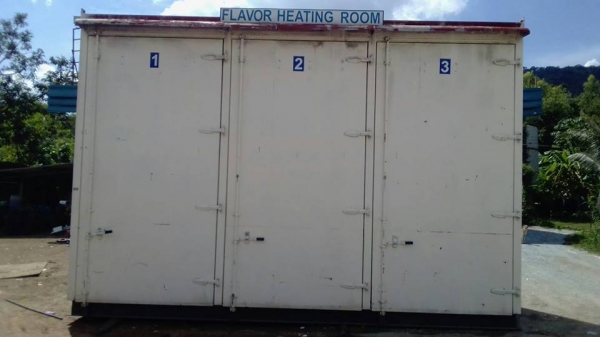 FLAVOR HEATING ROOM
1 2 3